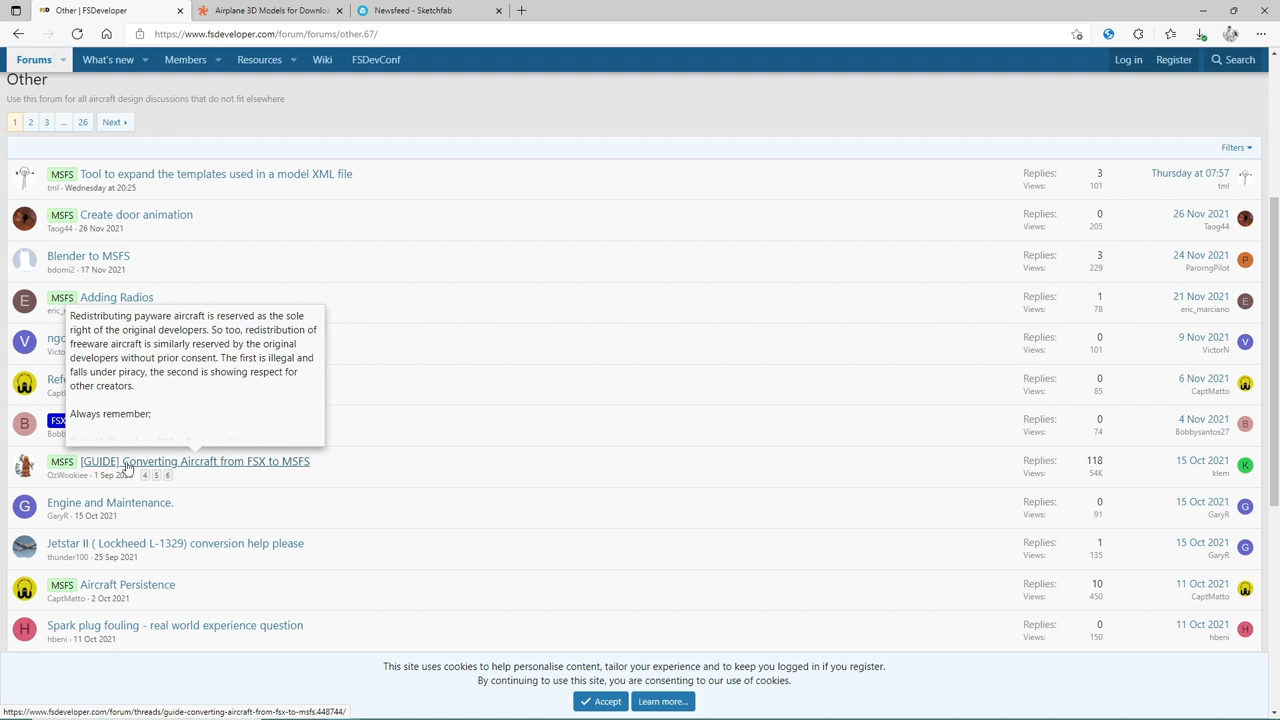 Other | FSDeveloper
Airplane 3D Models for Downloa
Newsfeed - Sketchfab
https://www.fsdeveloper.com/forum/forums/other.67/
Forums
What's new
Members
Resources
Wiki
FSDevConf
Log in
Register
Search
Other
Use this forum for all aircraft design discussions that do not fit elsewhere
1 2 3 ... 26 Next
Filters
MSFS Tool to expand the templates used in a model XML file
tml · Wednesday at 20:25
Replies: 3
Views: 101
Thursday at 07:57
tml
MSFS Create door animation
Taog44 · 26 Nov 2021
Replies: 0
Views: 205
26 Nov 2021
Taog44
Blender to MSFS
bdomi2 · 17 Nov 2021
Replies: 3
Views: 229
24 Nov 2021
ParorngPilot
E MSFS Adding Radios
eric_
Replies: 1
Views: 78
21 Nov 2021
eric_marciano
Redistributing payware aircraft is reserved as the sole
right of the original developers. So too, redistribution of
freeware aircraft is similarly reserved by the original
developers without prior consent. The first is illegal and
falls under piracy, the second is showing respect for
other creators.
Always remember;
V ngo
Victo
Replies: 0
Views: 101
9 Nov 2021
VictorN
Refe
Capt
Replies: 0
Views: 85
6 Nov 2021
CaptMatto
B FSX
Bobb
Replies: 0
Views: 74
4 Nov 2021
Bobbysantos27
MSFS [GUIDE] Converting Aircraft from FSX to MSFS
OzWookiee · 1 Sep 4 5 6
Replies: 118
Views: 54K
15 Oct 2021
klem
G Engine and Maintenance.
GaryR · 15 Oct 2021
Replies: 0
Views: 91
15 Oct 2021
GaryR
Jetstar II ( Lockheed L-1329) conversion help please
thunder100 · 25 Sep 2021
Replies: 1
Views: 135
15 Oct 2021
GaryR
MSFS Aircraft Persistence
CaptMatto · 2 Oct 2021
Replies: 10
Views: 450
11 Oct 2021
CaptMatto
H Spark plug fouling - real world experience question
hbeni · 11 Oct 2021
Replies: 0
Views: 150
11 Oct 2021
hbeni
This site uses cookies to help personalise content, tailor your experience and to keep you logged in if you register.
By continuing to use this site, you are consenting to our use of cookies.
Accept
Learn more...
https://www.fsdeveloper.com/forum/threads/guide-converting-aircraft-from-fsx-to-msfs.448744/